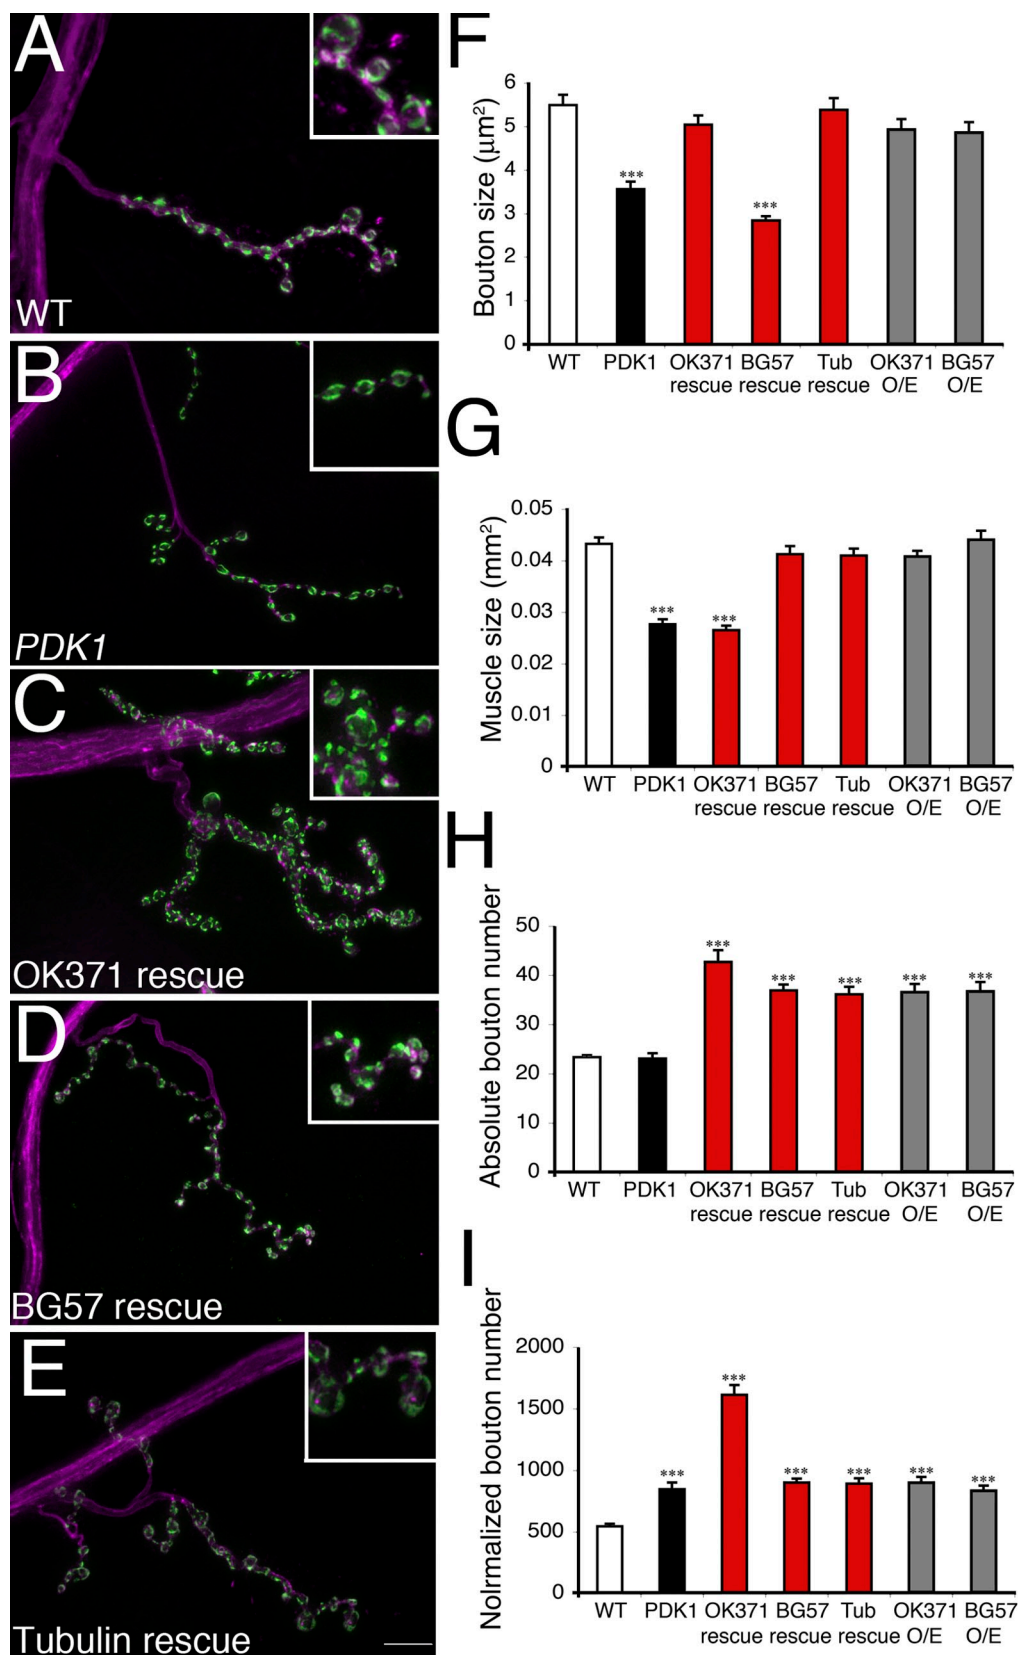 A
WT
B
PDK1
C
OK371 rescue
D
BG57 rescue
E
Tubulin rescue
F
Bouton size (µm²)
6
5
4
3
2
1
0
***
***
WT PDK1 OK371 BG57 Tub OK371 BG57
rescue rescue rescue O/E O/E
G
Muscle size (mm²)
0.05
0.04
0.03
0.02
0.01
0
***
***
WT PDK1 OK371 BG57 Tub OK371 BG57
rescue rescue rescue O/E O/E
H
Absolute bouton number
50
40
30
20
10
0
***
***
***
***
***
WT PDK1 OK371 BG57 Tub OK371 BG57
rescue rescue rescue O/E O/E
I
Nolrmalized bouton number
2000
1500
1000
500
0
***
***
***
***
***
***
WT PDK1 OK371 BG57 Tub OK371 BG57
rescue rescue rescue O/E O/E